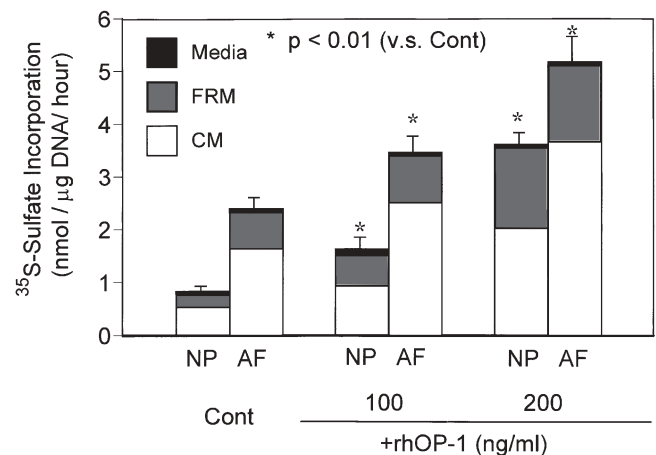 35S-Sulfate Incorporation
(nmol / µg DNA/ hour)
6
5
4
3
2
1
0
* p < 0.01 (v.s. Cont)
Media
FRM
CM
*
*
*
*
NP AF NP AF NP AF
Cont
100 200
+rhOP-1 (ng/ml)